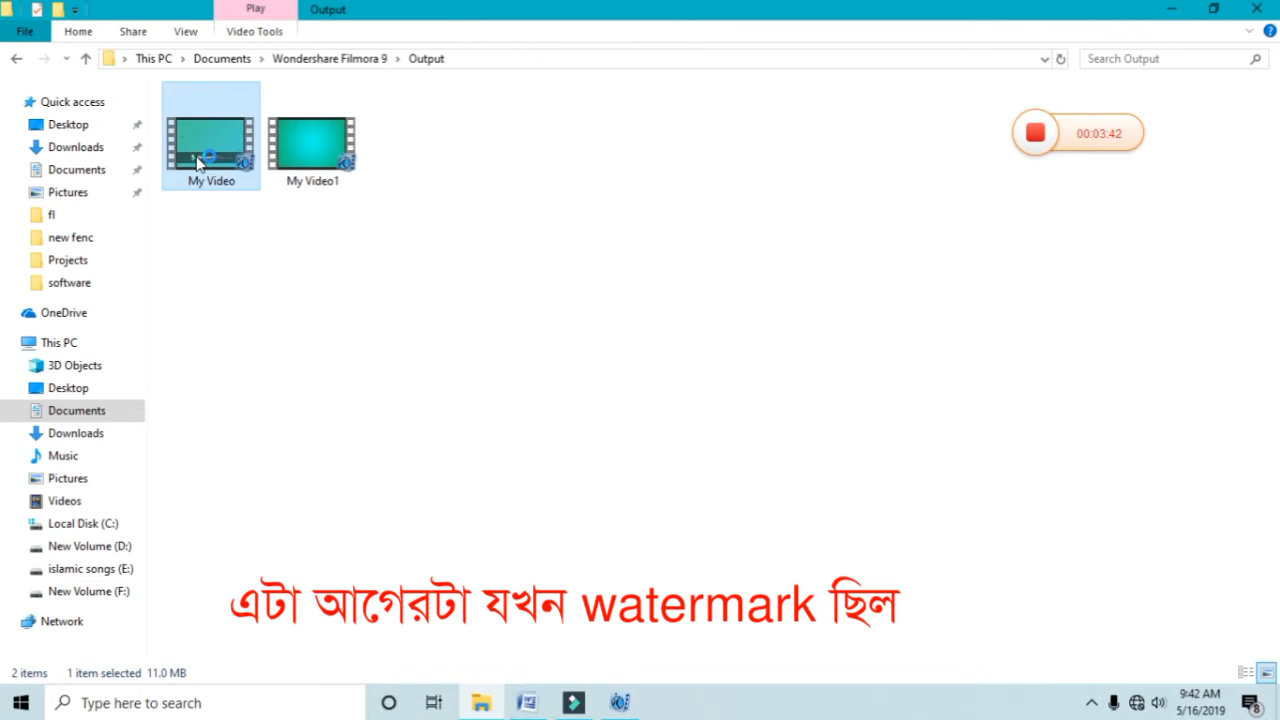 Play
Output
File
Home
Share
View
Video Tools
This PC
Documents
Wondershare Filmora 9
Output
Search Output
Quick access
Desktop
Downloads
Documents
Pictures
fl
new fenc
Projects
software
OneDrive
This PC
3D Objects
Desktop
Documents
Downloads
Music
Pictures
Videos
Local Disk (C:)
New Volume (D:)
islamic songs (E:)
New Volume (F:)
Network
My Video
My Video1
00:03:42
এটা আগেরটা যখন watermark ছিল
2 items
1 item selected 11.0 MB
Type here to search
9:42 AM
5/16/2019
8